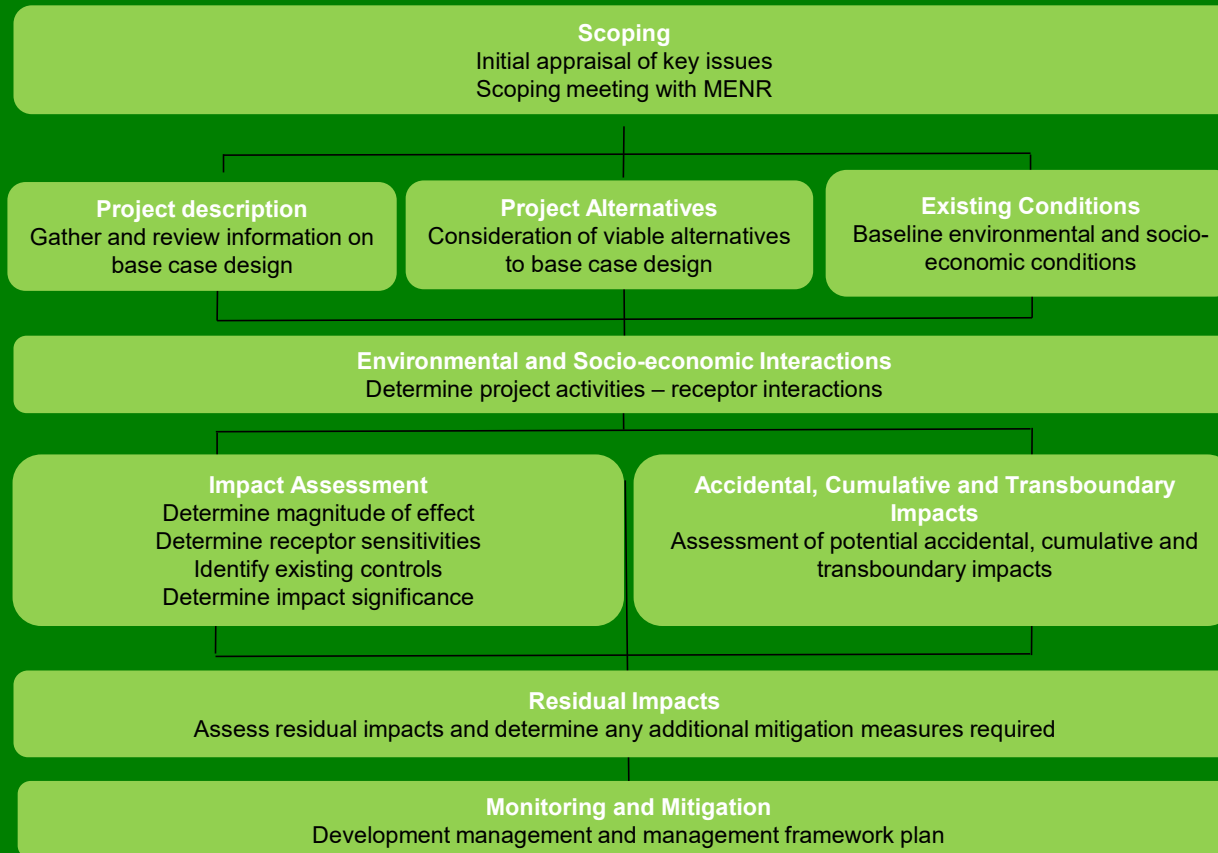 Scoping
Initial appraisal of key issues
Scoping meeting with MENR
Project description
Gather and review information on
base case design
Project Alternatives
Consideration of viable alternatives
to base case design
Existing Conditions
Baseline environmental and socio-
economic conditions
Environmental and Socio-economic Interactions
Determine project activities – receptor interactions
Impact Assessment
Determine magnitude of effect
Determine receptor sensitivities
Identify existing controls
Determine impact significance
Accidental, Cumulative and Transboundary
Impacts
Assessment of potential accidental, cumulative and
transboundary impacts
Residual Impacts
Assess residual impacts and determine any additional mitigation measures required
Monitoring and Mitigation
Development management and management framework plan